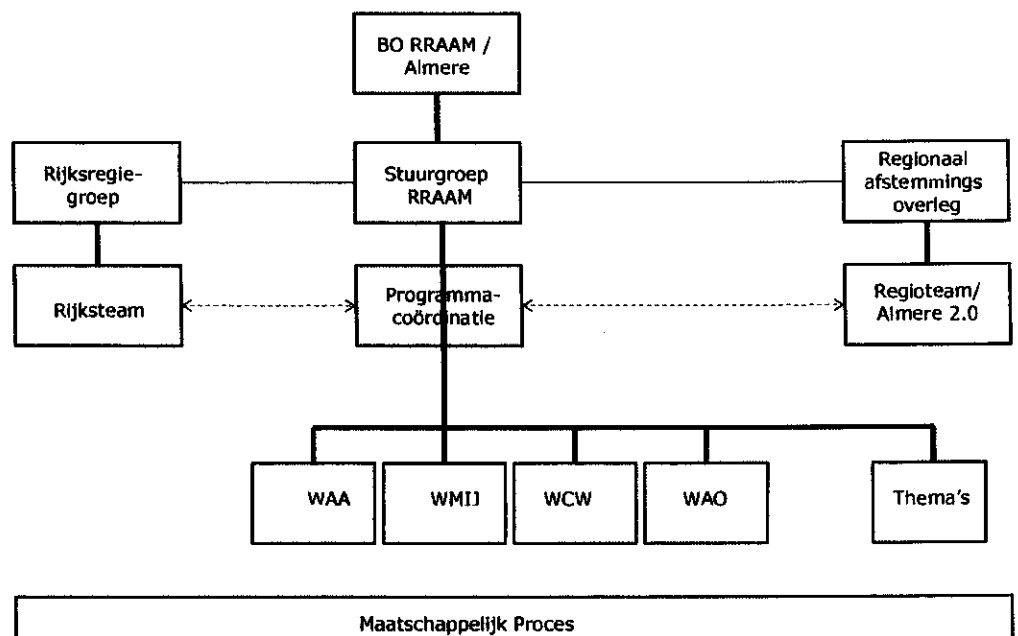 BO RRAAM /
Almere
Rijksregie-
groep
Stuurgroep
RRAAM
Regionaal
afstemmings
overleg
Rijksteam
Programma-
coördinatie
Regioteam/
Almere 2.0
WAA
WMIJ
WCW
WAO
Thema's
Maatschappelijk Proces